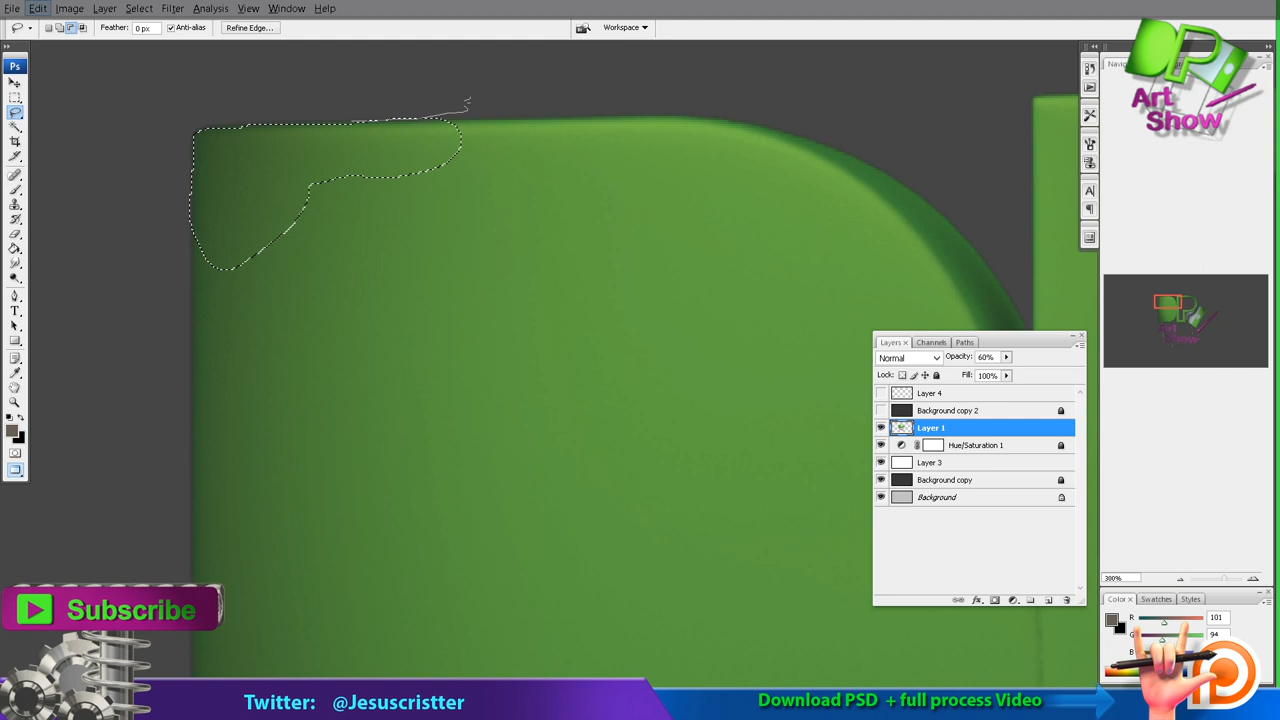 File Edit Image Layer Select Filter Analysis View Window Help
Feather: 0 px Anti-alias Refine Edge... Workspace
Ps
Art
Show
Layers Channels Paths
Normal Opacity: 60%
Lock: Fill: 100%
Layer 4
Background copy 2
Layer 1
Hue/Saturation 1
Layer 3
Background copy
Background
300%
Color Swatches Styles
R 101
G 94
B
Subscribe
Twitter: @Jesuscristter
Download PSD + full process Video